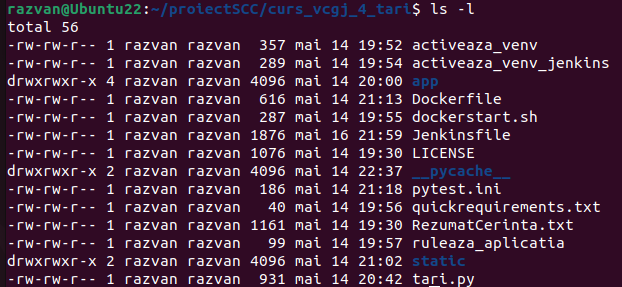 razvan@Ubuntu22:~/proiectSCC/curs_vcgj_4_tari$ ls -l
total 56
-rw-rw-r-- 1 razvan razvan  357 mai 14 19:52 activeaza_venv
-rw-rw-r-- 1 razvan razvan  289 mai 14 19:54 activeaza_venv_jenkins
drwxrwxr-x 4 razvan razvan 4096 mai 14 20:00 app
-rw-rw-r-- 1 razvan razvan  616 mai 14 21:13 Dockerfile
-rw-rw-r-- 1 razvan razvan  287 mai 14 19:55 dockerstart.sh
-rw-rw-r-- 1 razvan razvan 1876 mai 16 21:59 Jenkinsfile
-rw-rw-r-- 1 razvan razvan 1076 mai 14 19:30 LICENSE
drwxrwxr-x 2 razvan razvan 4096 mai 14 22:37 __pycache__
-rw-rw-r-- 1 razvan razvan  186 mai 14 21:18 pytest.ini
-rw-rw-r-- 1 razvan razvan   40 mai 14 19:56 quickrequirements.txt
-rw-rw-r-- 1 razvan razvan 1161 mai 14 19:30 RezumatCerinta.txt
-rw-rw-r-- 1 razvan razvan   99 mai 14 19:57 ruleaza_aplicatia
drwxrwxr-x 2 razvan razvan 4096 mai 14 21:02 static
-rw-rw-r-- 1 razvan razvan  931 mai 14 20:42 tari.py